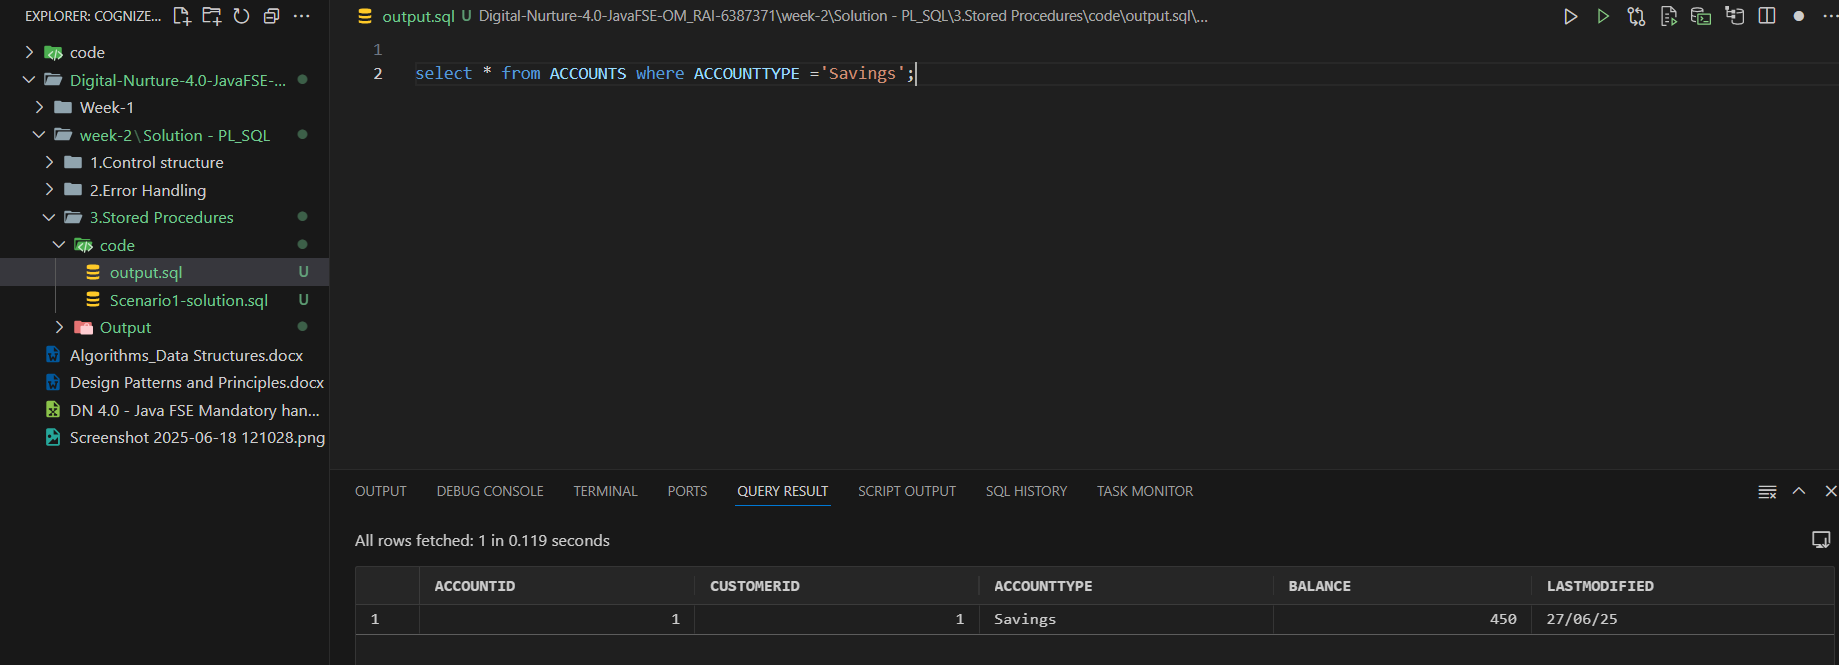 EXPLORER: COGNIZE...
code
Digital-Nurture-4.0-JavaFSE-...
Week-1
week-2\Solution - PL_SQL
1.Control structure
2.Error Handling
3.Stored Procedures
code
output.sql U
Scenario1-solution.sql U
Output
Algorithms_Data Structures.docx
Design Patterns and Principles.docx
DN 4.0 - Java FSE Mandatory han...
Screenshot 2025-06-18 121028.png
output.sql U Digital-Nurture-4.0-JavaFSE-OM_RAI-6387371\week-2\Solution - PL_SQL\3.Stored Procedures\code\output.sql\...
1
2 select * from ACCOUNTS where ACCOUNTTYPE ='Savings';
OUTPUT DEBUG CONSOLE TERMINAL PORTS QUERY RESULT SCRIPT OUTPUT SQL HISTORY TASK MONITOR
All rows fetched: 1 in 0.119 seconds
ACCOUNTID CUSTOMERID ACCOUNTTYPE BALANCE LASTMODIFIED
1 1 1 Savings 450 27/06/25